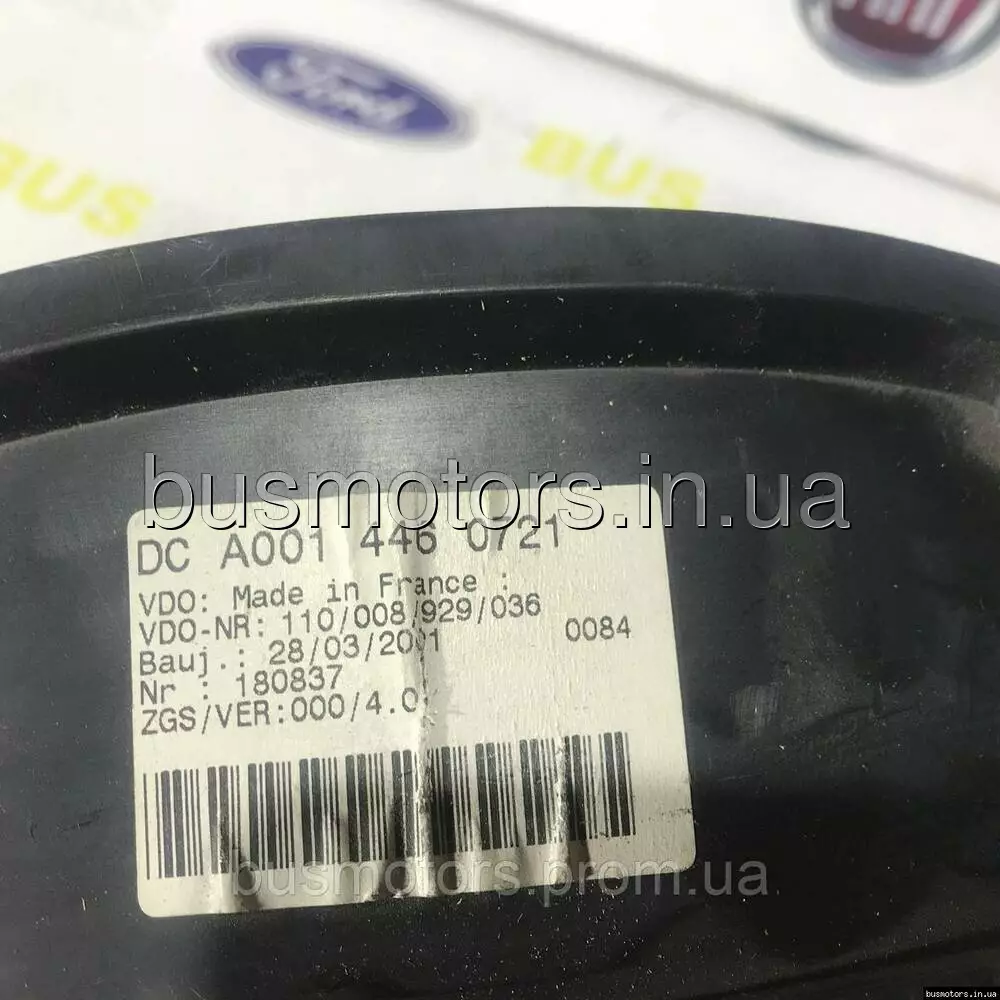 Ford
BUS
BUS
busmotors.in.ua
DC A001 446 0721
VDO: Made in France :
VDO-NR: 110/008/929/036
Bauj.: 28/03/2001 0084
Nr : 180837
ZGS/VER:000/4.0
busmotors.prom.ua
busmotors.in.ua